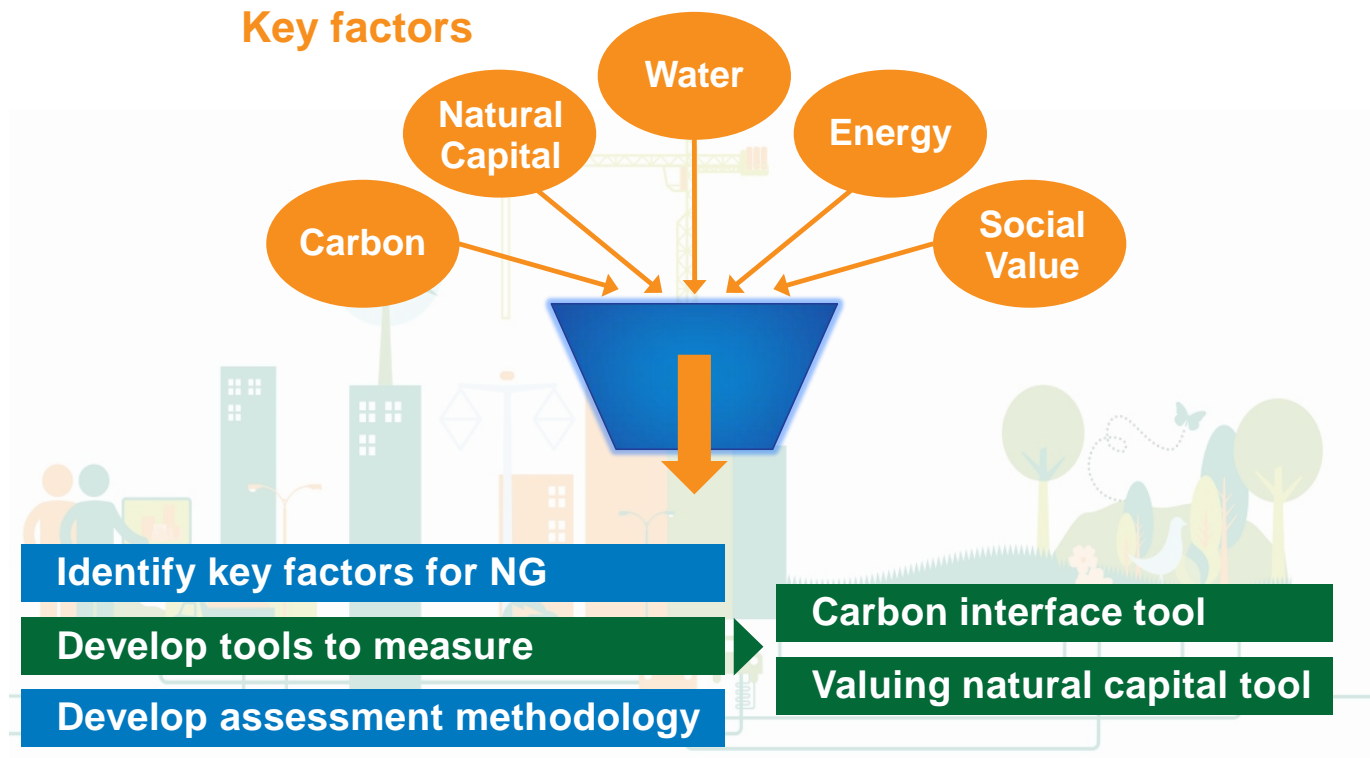 Key factors
Water
Natural
Capital
Energy
Carbon
Social
Value
Identify key factors for NG
Develop tools to measure
Develop assessment methodology
Carbon interface tool
Valuing natural capital tool